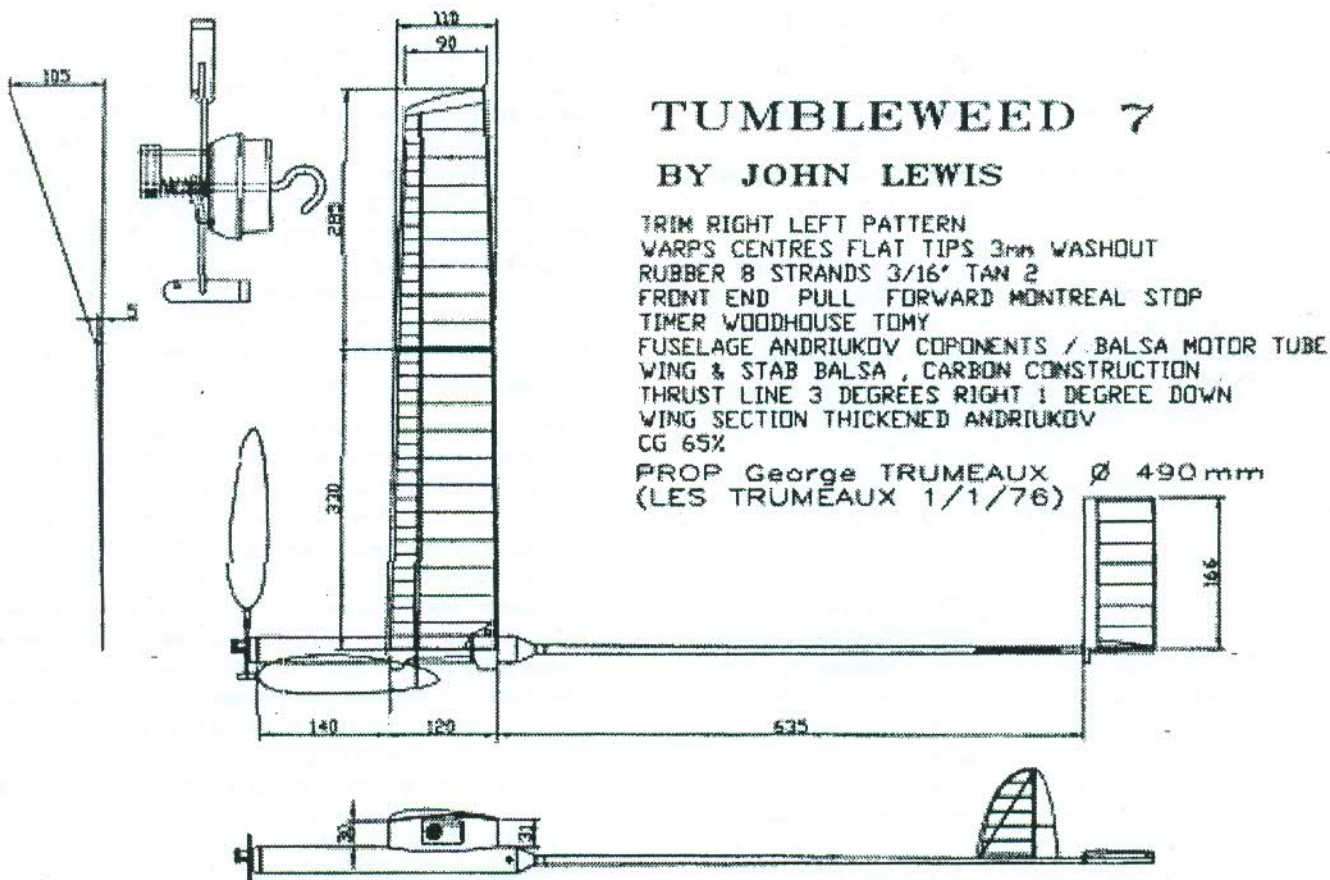 110
90
105
TUMBLEWEED 7
BY JOHN LEWIS
TRIM RIGHT LEFT PATTERN
WARPS CENTRES FLAT TIPS 3mm WASHOUT
RUBBER 8 STRANDS 3/16" TAN 2
FRONT END PULL FORWARD MONTREAL STOP
TIMER WOODHOUSE TOMY
FUSELAGE ANDRIUKOV COPONENTS / BALSA MOTOR TUBE
WING & STAB BALSA , CARBON CONSTRUCTION
THRUST LINE 3 DEGREES RIGHT 1 DEGREE DOWN
WING SECTION THICKENED ANDRIUKOV
CG 65%
PROP George TRUMEAUX Ø 490mm
(LES TRUMEAUX 1/1/76)
285
330
166
140
120
635
30
31